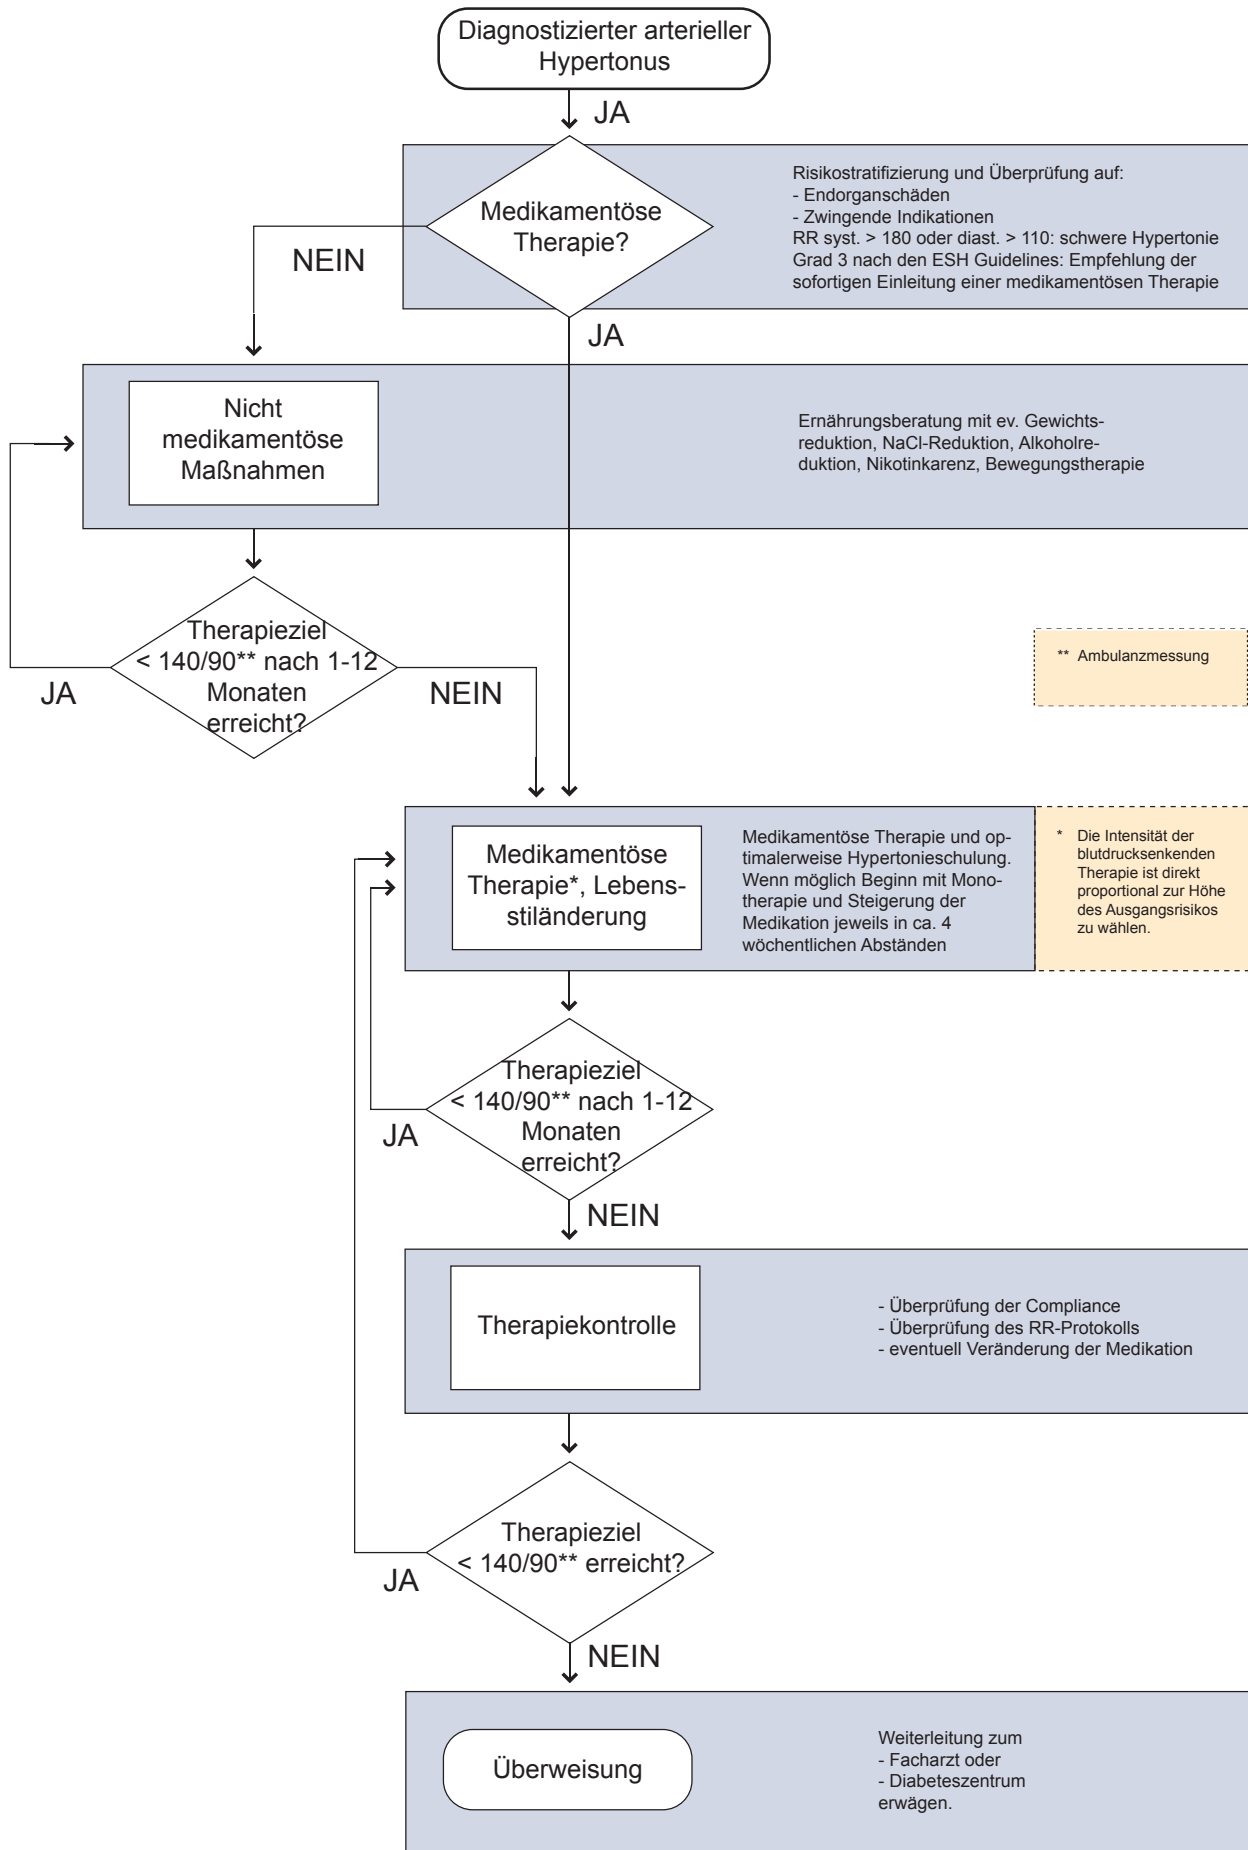 Diagnostizierter arterieller
Hypertonus
JA
Medikamentöse
Therapie?
Risikostratifizierung und Überprüfung auf:
- Endorganschäden
- Zwingende Indikationen
RR syst. > 180 oder diast. > 110: schwere Hypertonie
Grad 3 nach den ESH Guidelines: Empfehlung der
sofortigen Einleitung einer medikamentösen Therapie
NEIN
JA
Nicht
medikamentöse
Maßnahmen
Ernährungsberatung mit ev. Gewichts-
reduktion, NaCl-Reduktion, Alkoholre-
duktion, Nikotinkarenz, Bewegungstherapie
Therapieziel
< 140/90** nach 1-12
Monaten
erreicht?
JA
NEIN
** Ambulanzmessung
Medikamentöse
Therapie*, Lebens-
stiländerung
Medikamentöse Therapie und op-
timalerweise Hypertonieschulung.
Wenn möglich Beginn mit Mono-
therapie und Steigerung der
Medikation jeweils in ca. 4
wöchentlichen Abständen
* Die Intensität der
blutdrucksenkenden
Therapie ist direkt
proportional zur Höhe
des Ausgangsrisikos
zu wählen.
Therapieziel
< 140/90** nach 1-12
Monaten
erreicht?
JA
NEIN
Therapiekontrolle
- Überprüfung der Compliance
- Überprüfung des RR-Protokolls
- eventuell Veränderung der Medikation
Therapieziel
< 140/90** erreicht?
JA
NEIN
Überweisung
Weiterleitung zum
- Facharzt oder
- Diabeteszentrum
erwägen.